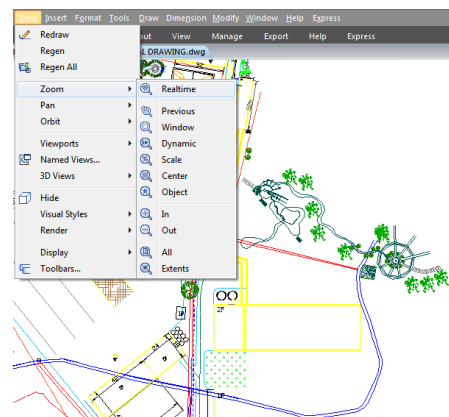 View Insert Format Tools Draw Dimension Modify Window Help Express
out View Manage Export Help Express
L DRAWING.dwg
Redraw
Regen
Regen All
Zoom
Pan
Orbit
Viewports
Named Views...
3D Views
Hide
Visual Styles
Render
Display
Toolbars...
Realtime
Previous
Window
Dynamic
Scale
Center
Object
In
Out
All
Extents
2F